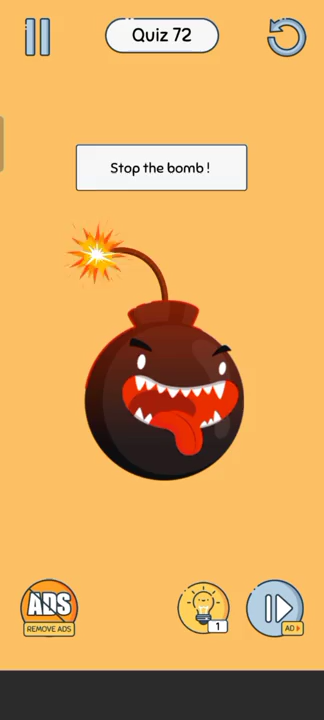 Quiz 72
Stop the bomb !
ADS
REMOVE ADS
1
AD